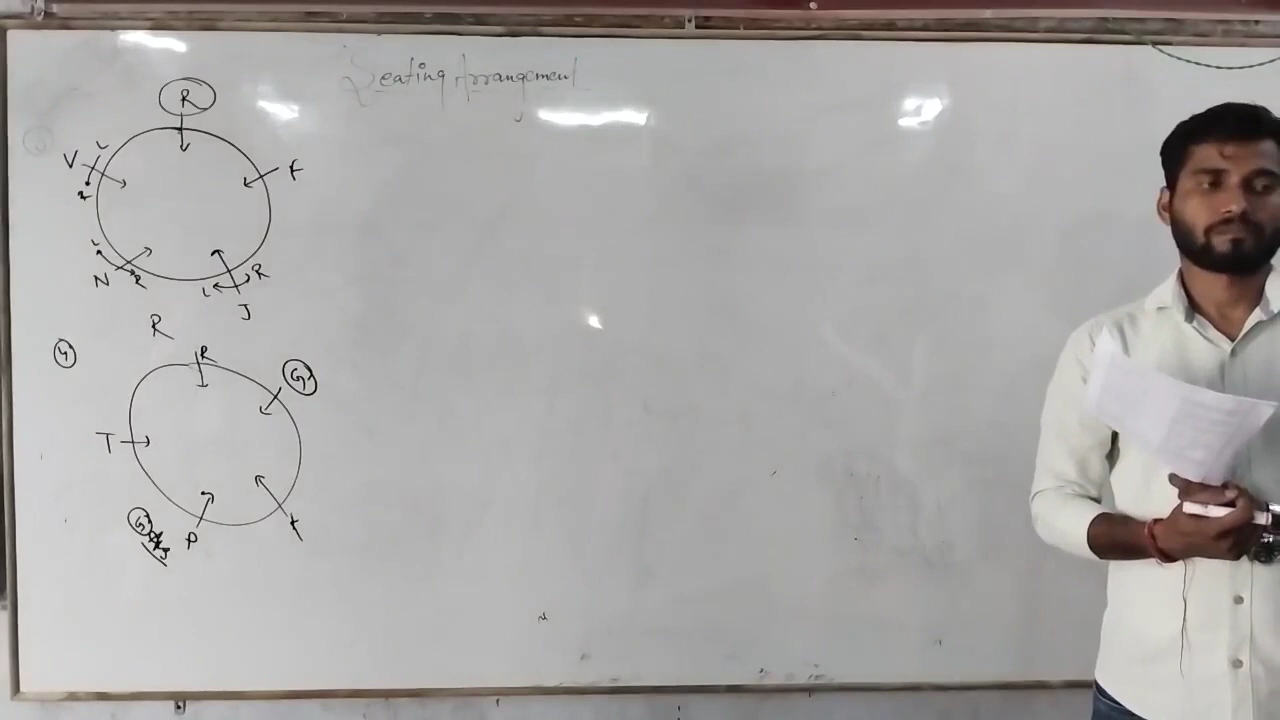 Seating Arrangement
R
V L K
R
N L R L R
J
R
4 R G
T
G P K